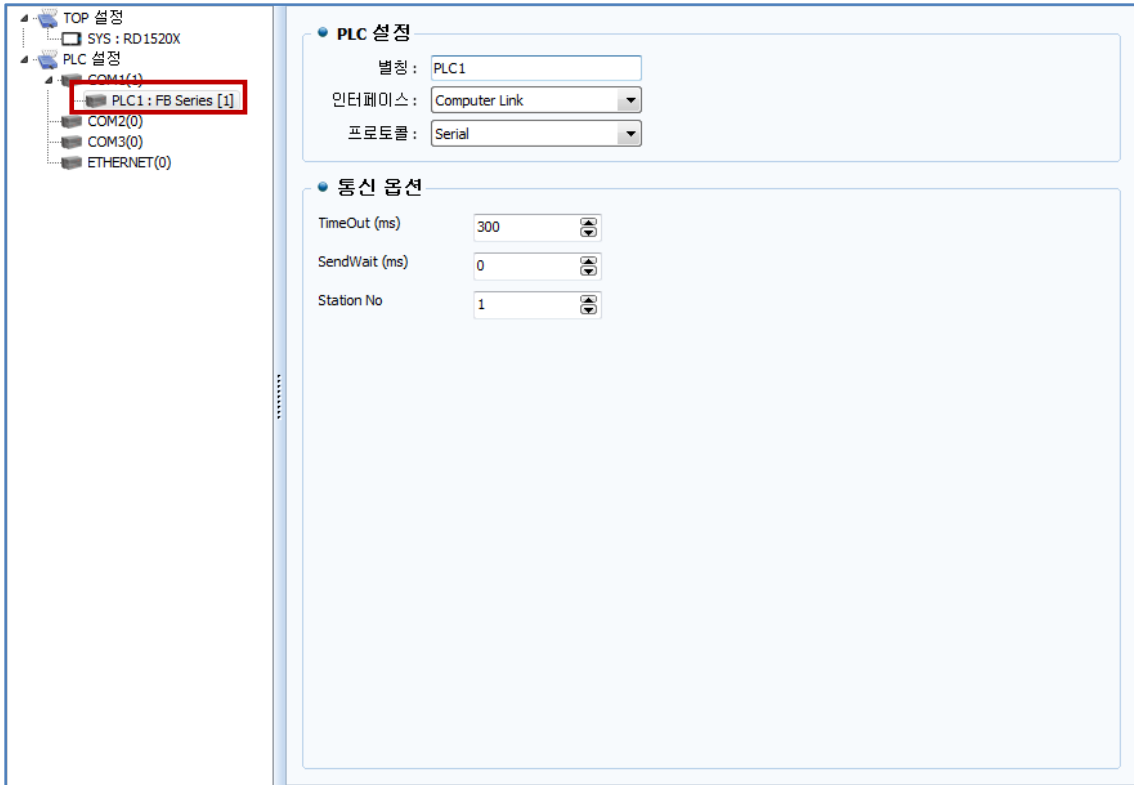 TOP 설정
SYS : RD1520X
PLC 설정
COM1(1)
PLC1 : FB Series [1]
COM2(0)
COM3(0)
ETHERNET(0)
PLC 설정
별칭 : PLC1
인터페이스 : Computer Link
프로토콜 : Serial
통신 옵션
TimeOut (ms) 300
SendWait (ms) 0
Station No 1